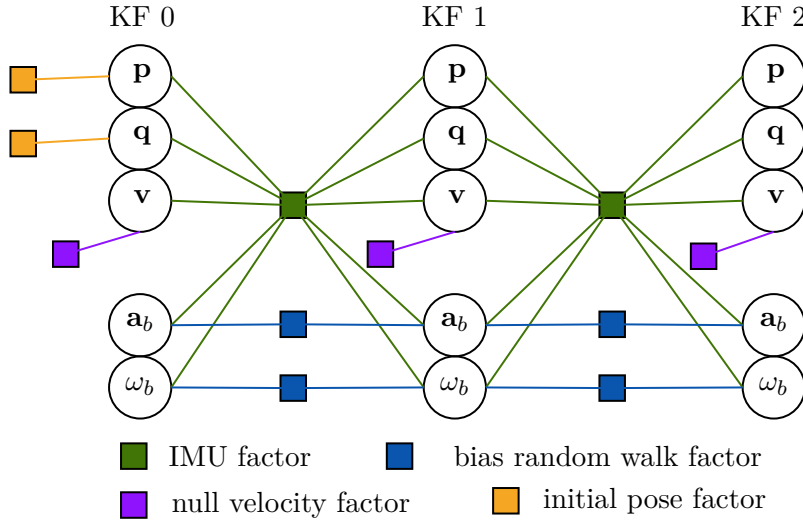 KF 0 KF 1 KF 2
p p p
q q q
v v v
a_b a_b a_b
ω_b ω_b ω_b
IMU factor bias random walk factor
null velocity factor initial pose factor